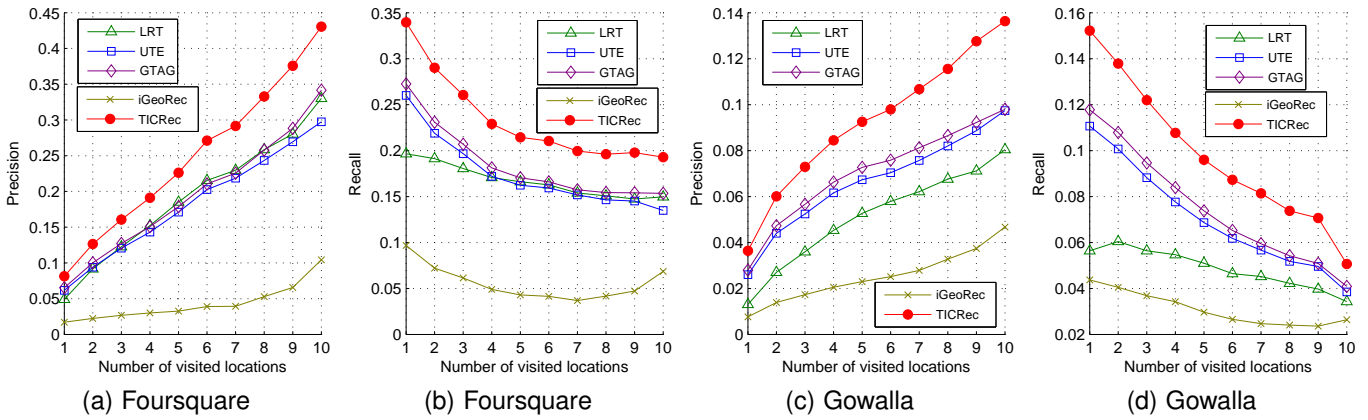 0.45
0.4
0.35
0.3
0.25
0.2
0.15
0.1
0.05
0
Precision
LRT
UTE
GTAG
iGeoRec
TICRec
1 2 3 4 5 6 7 8 9 10
Number of visited locations
(a) Foursquare
0.35
0.3
0.25
0.2
0.15
0.1
0.05
0
Recall
LRT
UTE
GTAG
iGeoRec
TICRec
1 2 3 4 5 6 7 8 9 10
Number of visited locations
(b) Foursquare
0.14
0.12
0.1
0.08
0.06
0.04
0.02
0
Precision
LRT
UTE
GTAG
iGeoRec
TICRec
1 2 3 4 5 6 7 8 9 10
Number of visited locations
(c) Gowalla
0.16
0.14
0.12
0.1
0.08
0.06
0.04
0.02
Recall
LRT
UTE
GTAG
iGeoRec
TICRec
1 2 3 4 5 6 7 8 9 10
Number of visited locations
(d) Gowalla